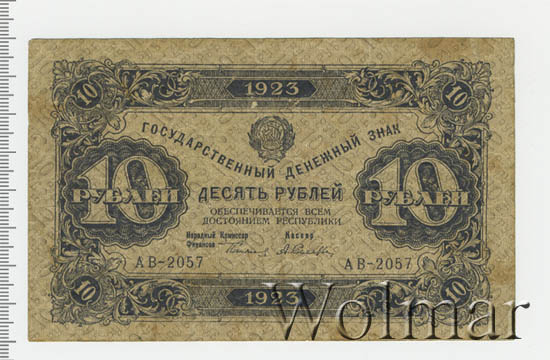 10 1923 10
ГОСУДАРСТВЕННЫЙ ДЕНЕЖНЫЙ ЗНАК
10 РУБЛЕЙ
ДЕСЯТЬ РУБЛЕЙ
10 РУБЛЕЙ
ОБЕСПЕЧИВАЕТСЯ ВСЕМ
ДОСТОЯНИЕМ РЕСПУБЛИКИ
Народный Комиссар
Финансов
Кассир
АВ-2057 АВ-2057
10 1923
Wolmar